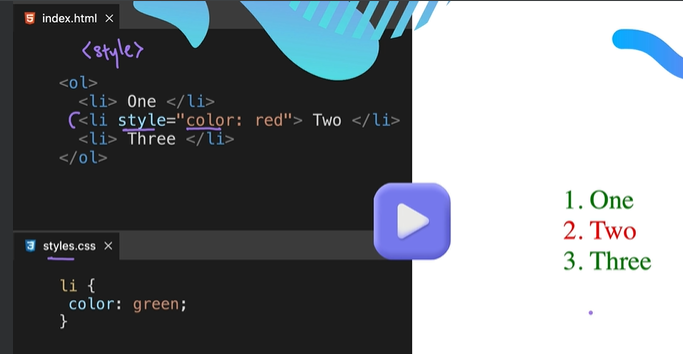 index.html ×
<style>
<ol>
<li> One </li>
<li style="color: red"> Two </li>
<li> Three </li>
</ol>
1. One
2. Two
3. Three
styles.css ×
li {
color: green;
}